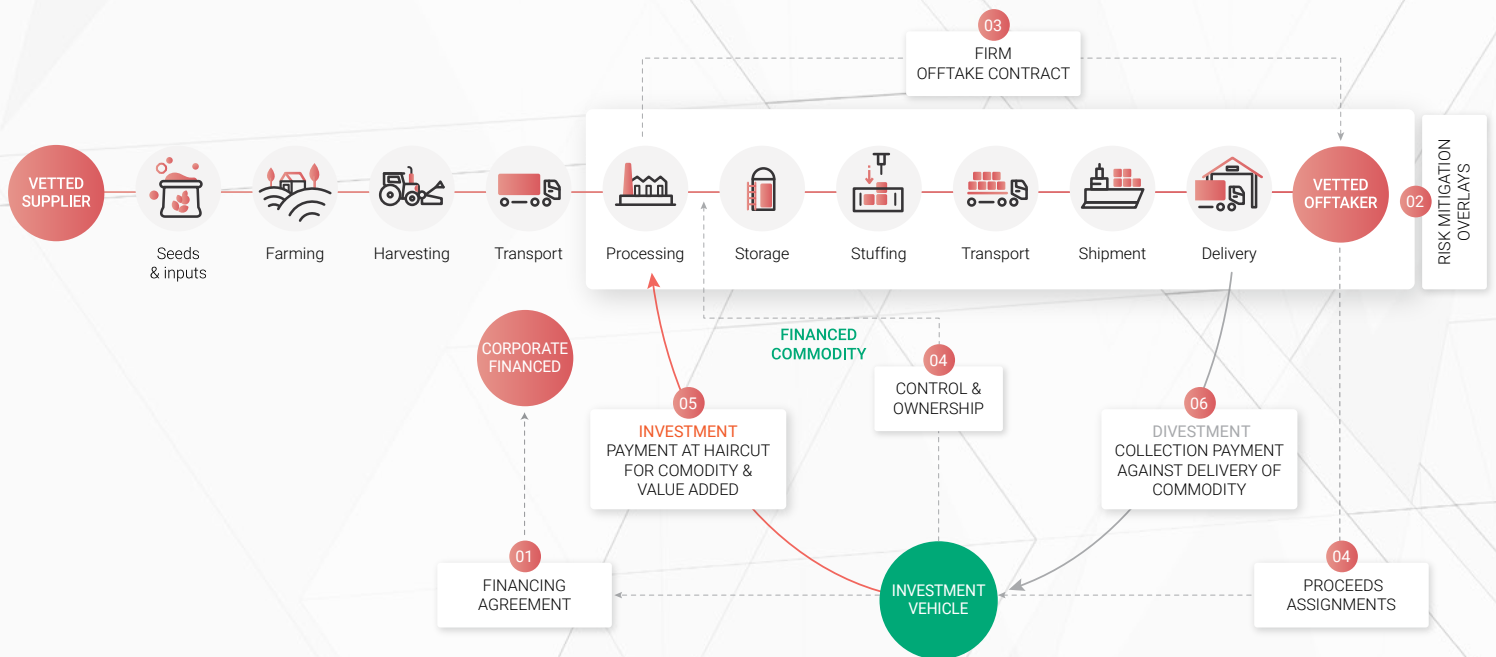 03
FIRM
OFFTAKE CONTRACT
VETTED
SUPPLIER
Seeds
& inputs
Farming
Harvesting
Transport
Processing
Storage
Stuffing
Transport
Shipment
Delivery
VETTED
OFFTAKER
02
RISK MITIGATION
OVERLAYS
CORPORATE
FINANCED
FINANCED
COMMODITY
04
CONTROL &
OWNERSHIP
05
INVESTMENT
PAYMENT AT HAIRCUT
FOR COMODITY &
VALUE ADDED
06
DIVESTMENT
COLLECTION PAYMENT
AGAINST DELIVERY OF
COMMODITY
01
FINANCING
AGREEMENT
INVESTMENT
VEHICLE
04
PROCEEDS
ASSIGNMENTS